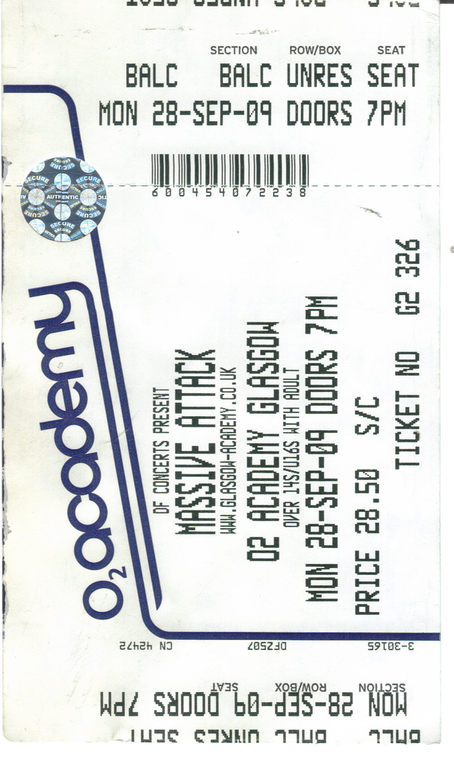 SECTION ROW/BOX SEAT
BALC BALC UNRES SEAT
MON 28-SEP-09 DOORS 7PM
600454072238
SECURE
AUTHENTIC
SECURE
O2 academy
DF CONCERTS PRESENT
MASSIVE ATTACK
WWW.GLASGOW-ACADEMY.CO.UK
O2 ACADEMY GLASGOW
OVER 14S/U16S WITH ADULT
MON 28-SEP-09 DOORS 7PM
PRICE 28.50 S/C
TICKET NO G2 326
3-30165 DFZ507 CN 42472
SECTION ROW/BOX SEAT
MON 28-SEP-09 DOORS 7PM
BALC UNRES SEAT